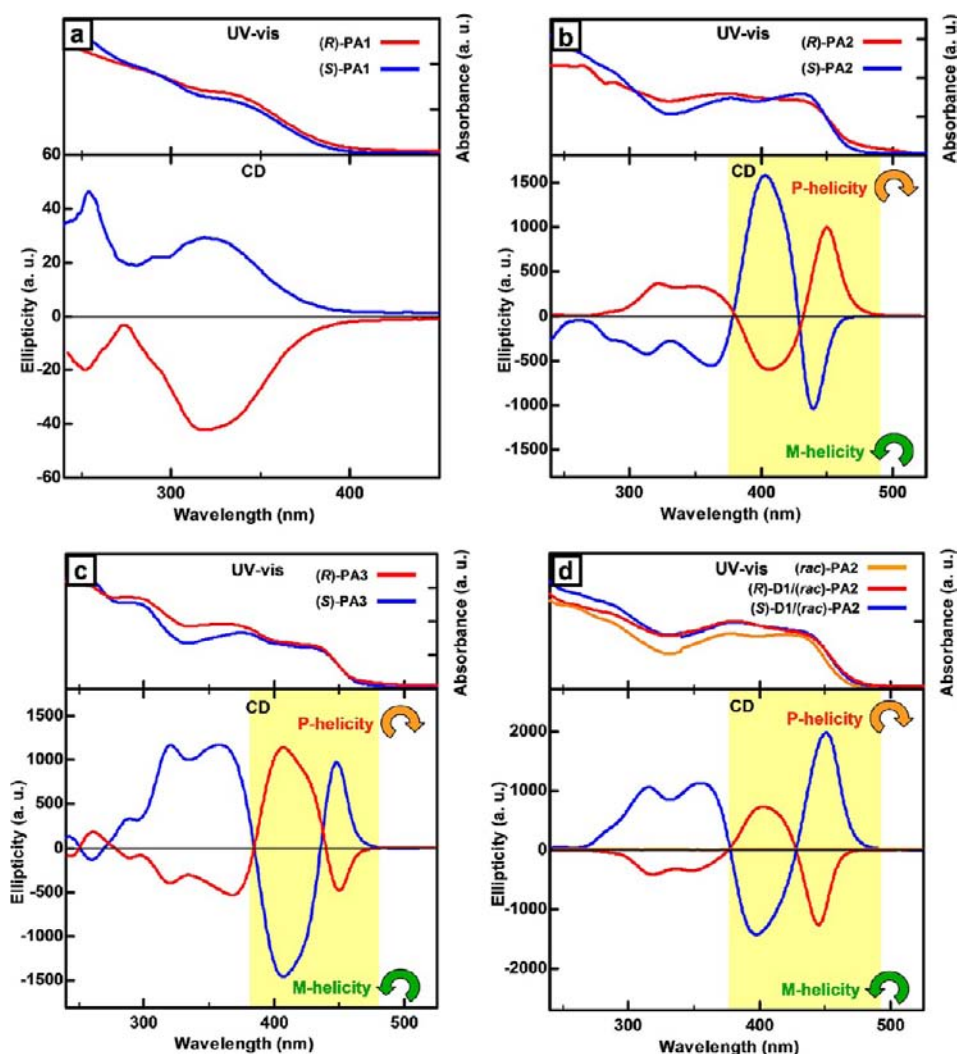 a
UV-vis
(R)-PA1
(S)-PA1
Absorbance (a. u.)
CD
60
40
20
0
-20
-40
-60
Ellipticity (a. u.)
300
400
Wavelength (nm)
b
UV-vis
(R)-PA2
(S)-PA2
Absorbance (a. u.)
CD
P-helicity
1500
1000
500
0
-500
-1000
-1500
Ellipticity (a. u.)
M-helicity
300
400
500
Wavelength (nm)
c
UV-vis
(R)-PA3
(S)-PA3
Absorbance (a. u.)
CD
P-helicity
1500
1000
500
0
-500
-1000
-1500
Ellipticity (a. u.)
M-helicity
300
400
500
Wavelength (nm)
d
UV-vis
(rac)-PA2
(R)-D1/(rac)-PA2
(S)-D1/(rac)-PA2
Absorbance (a. u.)
CD
P-helicity
2000
1000
0
-1000
-2000
Ellipticity (a. u.)
M-helicity
300
400
500
Wavelength (nm)